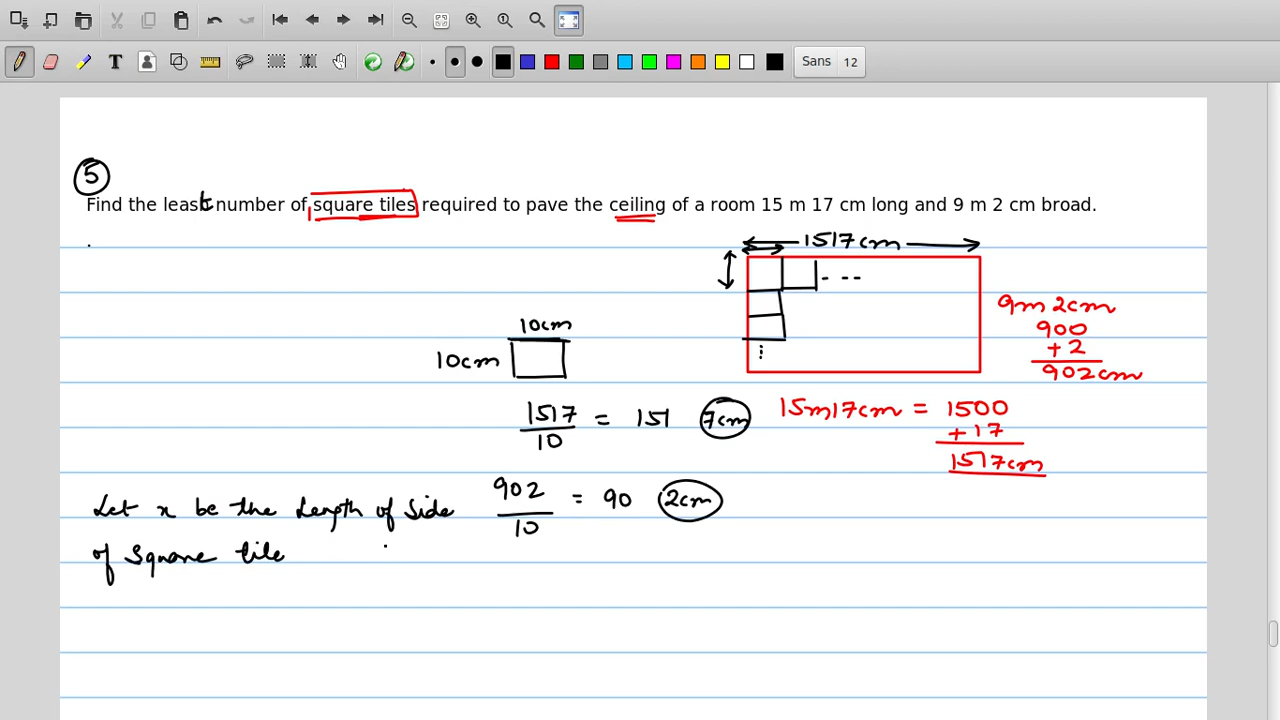 Sans 12
5
Find the least number of square tiles required to pave the ceiling of a room 15 m 17 cm long and 9 m 2 cm broad.
1517cm
9m 2cm
900
+ 2
902cm
10cm
10cm
15m17cm = 1500
+ 17
1517cm
1517/10 = 151 7cm
902/10 = 90 2cm
Let x be the Length of Side
of Square tile